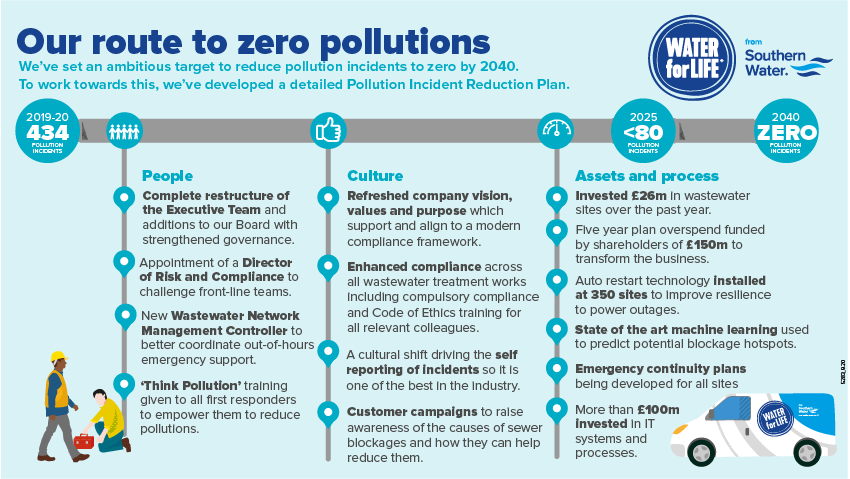 Our route to zero pollutions
We've set an ambitious target to reduce pollution incidents to zero by 2040.
To work towards this, we've developed a detailed Pollution Incident Reduction Plan.
WATER
for LIFE
from
Southern
Water.
2019-20
434
POLLUTION
INCIDENTS
2025
<80
POLLUTION
INCIDENTS
2040
ZERO
POLLUTION
INCIDENTS
People
Complete restructure of
the Executive Team and
additions to our Board with
strengthened governance.
Appointment of a Director
of Risk and Compliance to
challenge front-line teams.
New Wastewater Network
Management Controller to
better coordinate out-of-hours
emergency support.
‘Think Pollution’ training
given to all first responders
to empower them to reduce
pollutions.
Culture
Refreshed company vision,
values and purpose which
support and align to a modern
compliance framework.
Enhanced compliance across
all wastewater treatment works
including compulsory compliance
and Code of Ethics training for
all relevant colleagues.
A cultural shift driving the self
reporting of incidents so it is
one of the best in the industry.
Customer campaigns to raise
awareness of the causes of sewer
blockages and how they can help
reduce them.
Assets and process
Invested £26m in wastewater
sites over the past year.
Five year plan overspend funded
by shareholders of £150m to
transform the business.
Auto restart technology installed
at 350 sites to improve resilience
to power outages.
State of the art machine learning used
to predict potential blockage hotspots.
Emergency continuity plans
being developed for all sites
More than £100m
invested in IT
systems and
processes.
WATER
for LIFE
Southern
Water